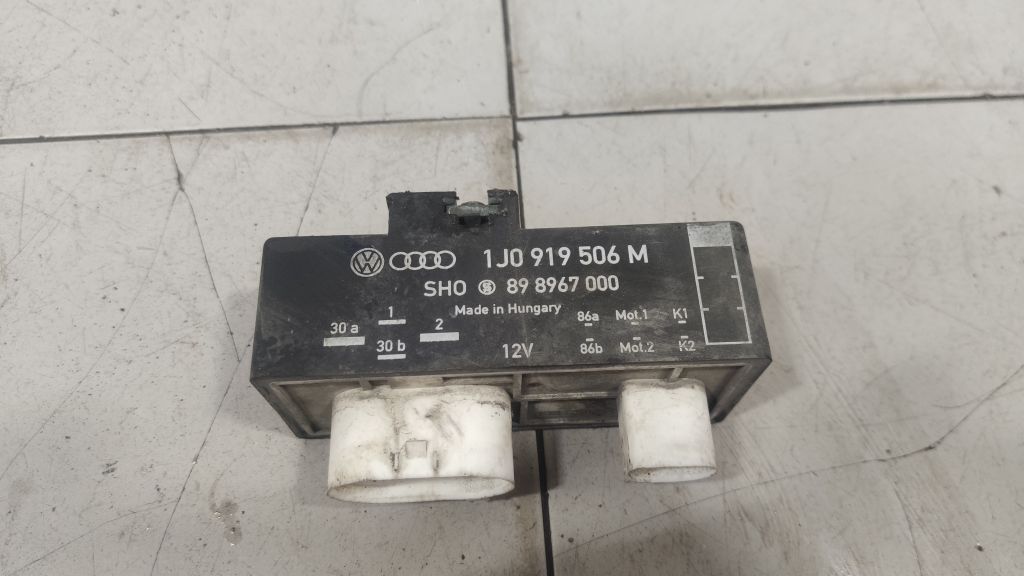 1J0 919 506 M
SHO 89 8967 000
Made in Hungary
30 a 1 2 86a Mot.1 K1
30 b 12V 86b Mot.2 K2